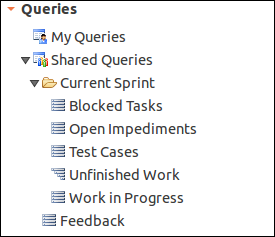 Queries
My Queries
Shared Queries
Current Sprint
Blocked Tasks
Open Impediments
Test Cases
Unfinished Work
Work in Progress
Feedback